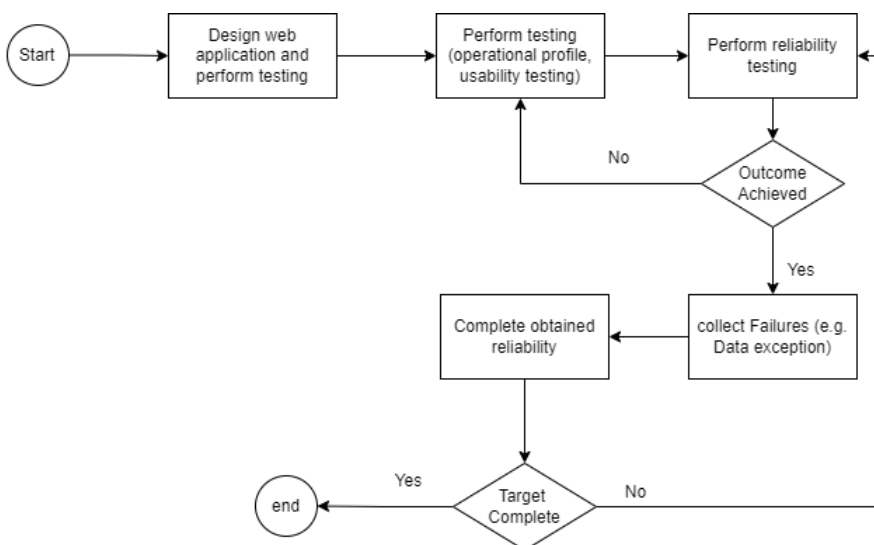 Start
Design web
application and
perform testing
Perform testing
(operational profile,
usability testing)
Perform reliability
testing
No
Outcome
Achieved
Yes
Complete obtained
reliability
collect Failures (e.g.
Data exception)
Yes
end
Target
Complete
No